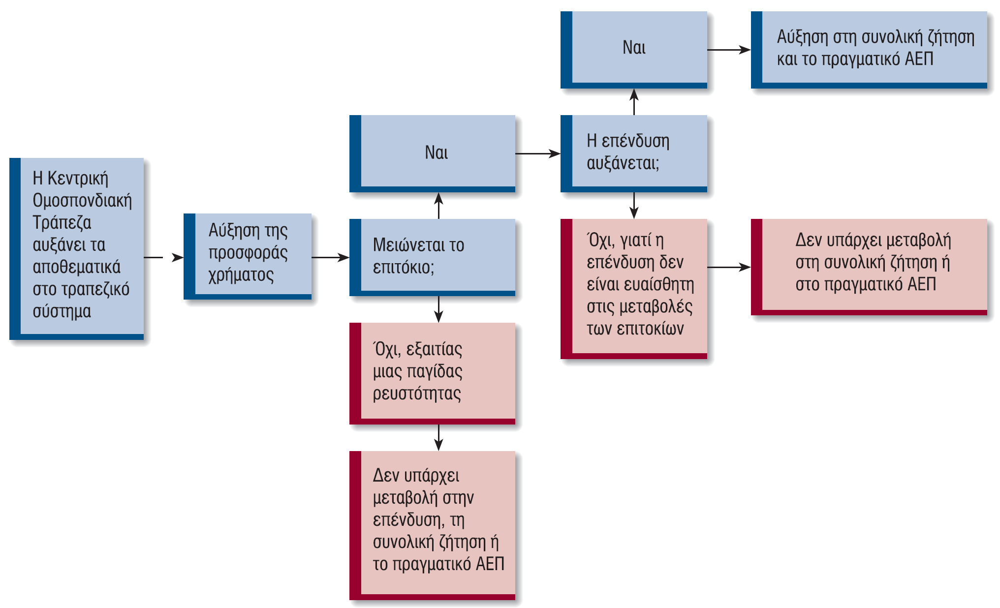 Η Κεντρική
Ομοσπονδιακή
Τράπεζα
αυξάνει τα
αποθεματικά
στο τραπεζικό
σύστημα
Αύξηση της
προσφοράς
χρήματος
Μειώνεται το
επιτόκιο;
Ναι
Η επένδυση
αυξάνεται;
Ναι
Αύξηση στη συνολική ζήτηση
και το πραγματικό ΑΕΠ
Όχι, γιατί η
επένδυση δεν
είναι ευαίσθητη
στις μεταβολές
των επιτοκίων
Δεν υπάρχει μεταβολή
στη συνολική ζήτηση ή
στο πραγματικό ΑΕΠ
Όχι, εξαιτίας
μιας παγίδας
ρευστότητας
Δεν υπάρχει
μεταβολή στην
επένδυση, τη
συνολική ζήτηση ή
το πραγματικό ΑΕΠ